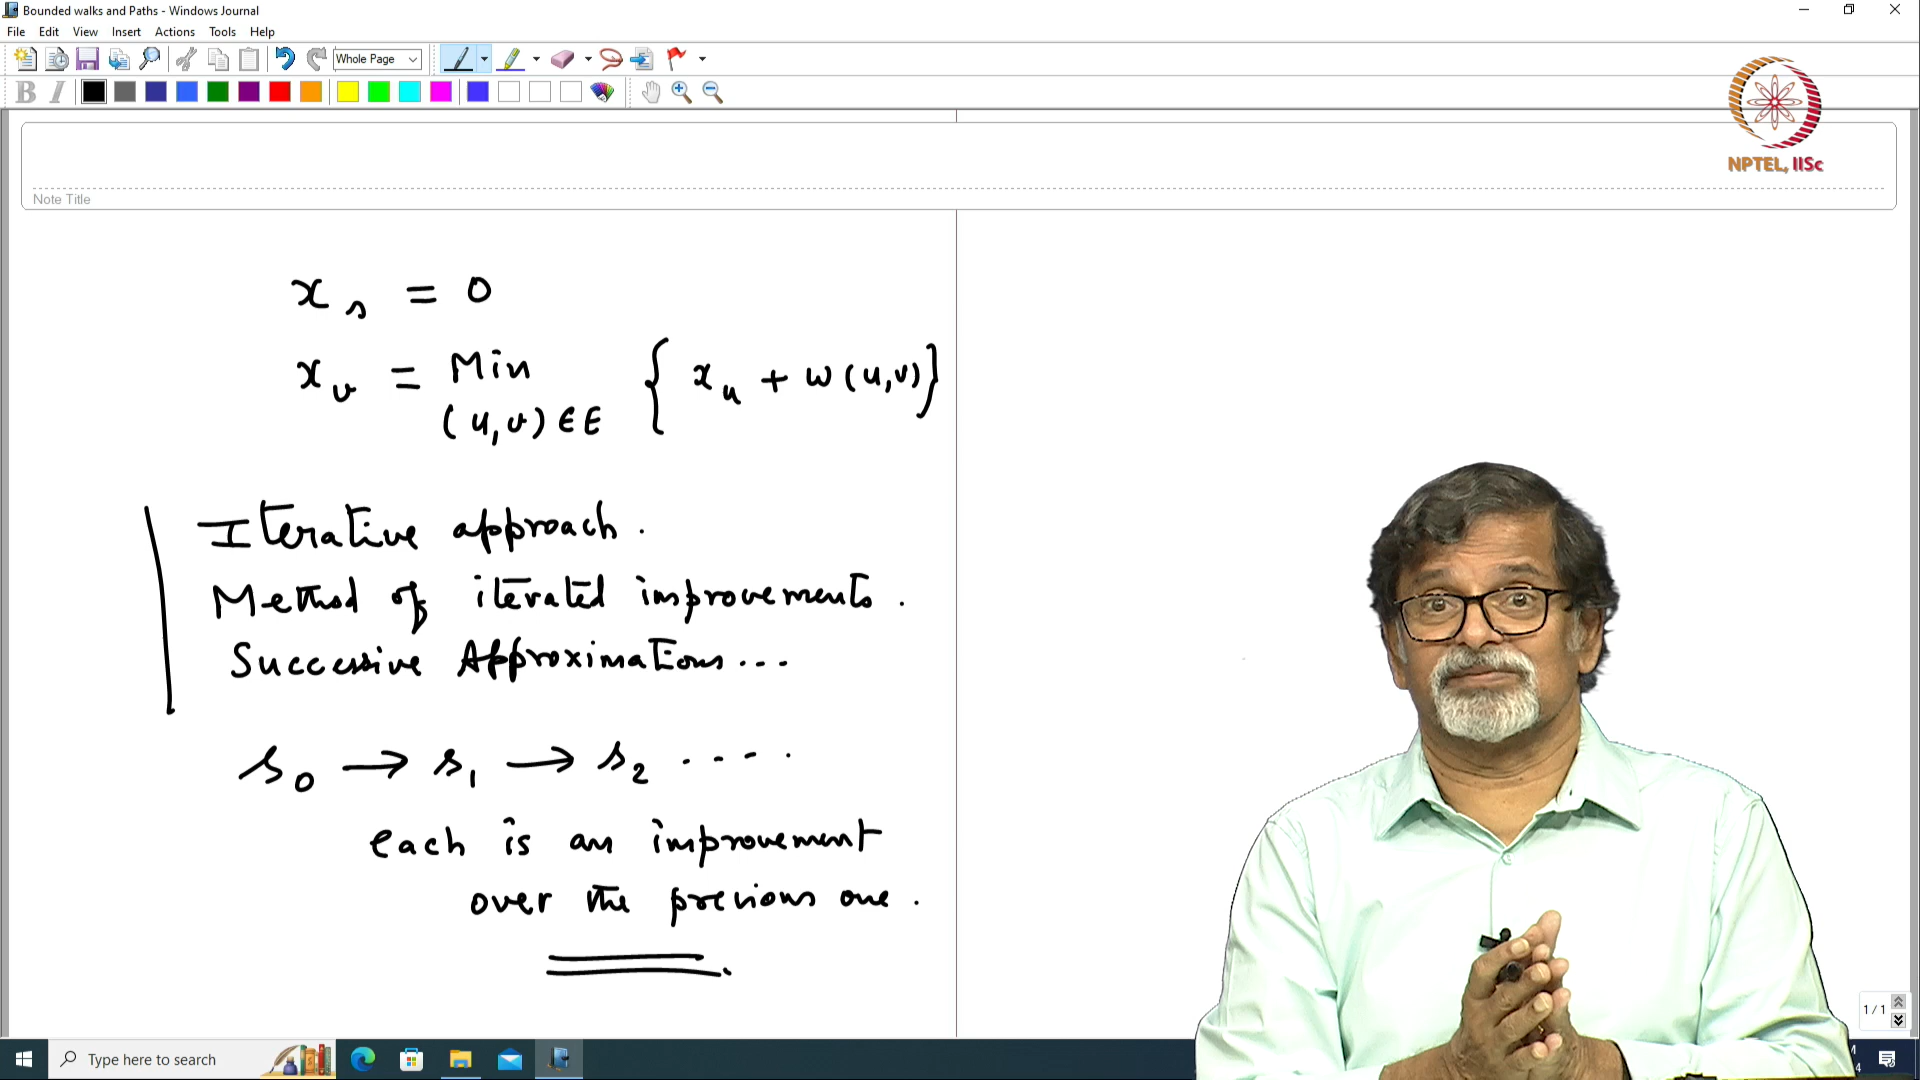 Bounded walks and Paths - Windows Journal
File Edit View Insert Actions Tools Help
Whole Page
B I
NPTEL, IISc
Note Title
x_s = 0
x_v = Min { x_u + w(u,v) }
(u,v) ∈ E
Iterative approach.
Method of iterated improvements.
Successive Approximations...
s_0 → s_1 → s_2 .....
each is an improvement
over the previous one.
1 / 1
Type here to search